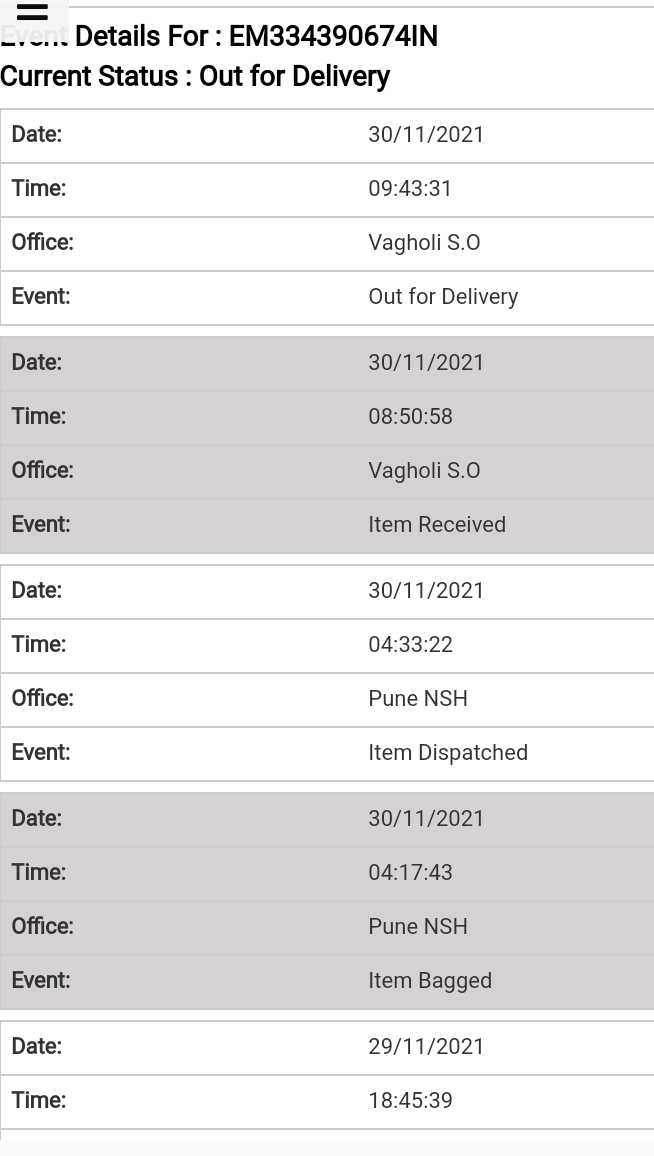 Event Details For : EM334390674IN
Current Status : Out for Delivery
Date: 30/11/2021
Time: 09:43:31
Office: Vagholi S.O
Event: Out for Delivery
Date: 30/11/2021
Time: 08:50:58
Office: Vagholi S.O
Event: Item Received
Date: 30/11/2021
Time: 04:33:22
Office: Pune NSH
Event: Item Dispatched
Date: 30/11/2021
Time: 04:17:43
Office: Pune NSH
Event: Item Bagged
Date: 29/11/2021
Time: 18:45:39